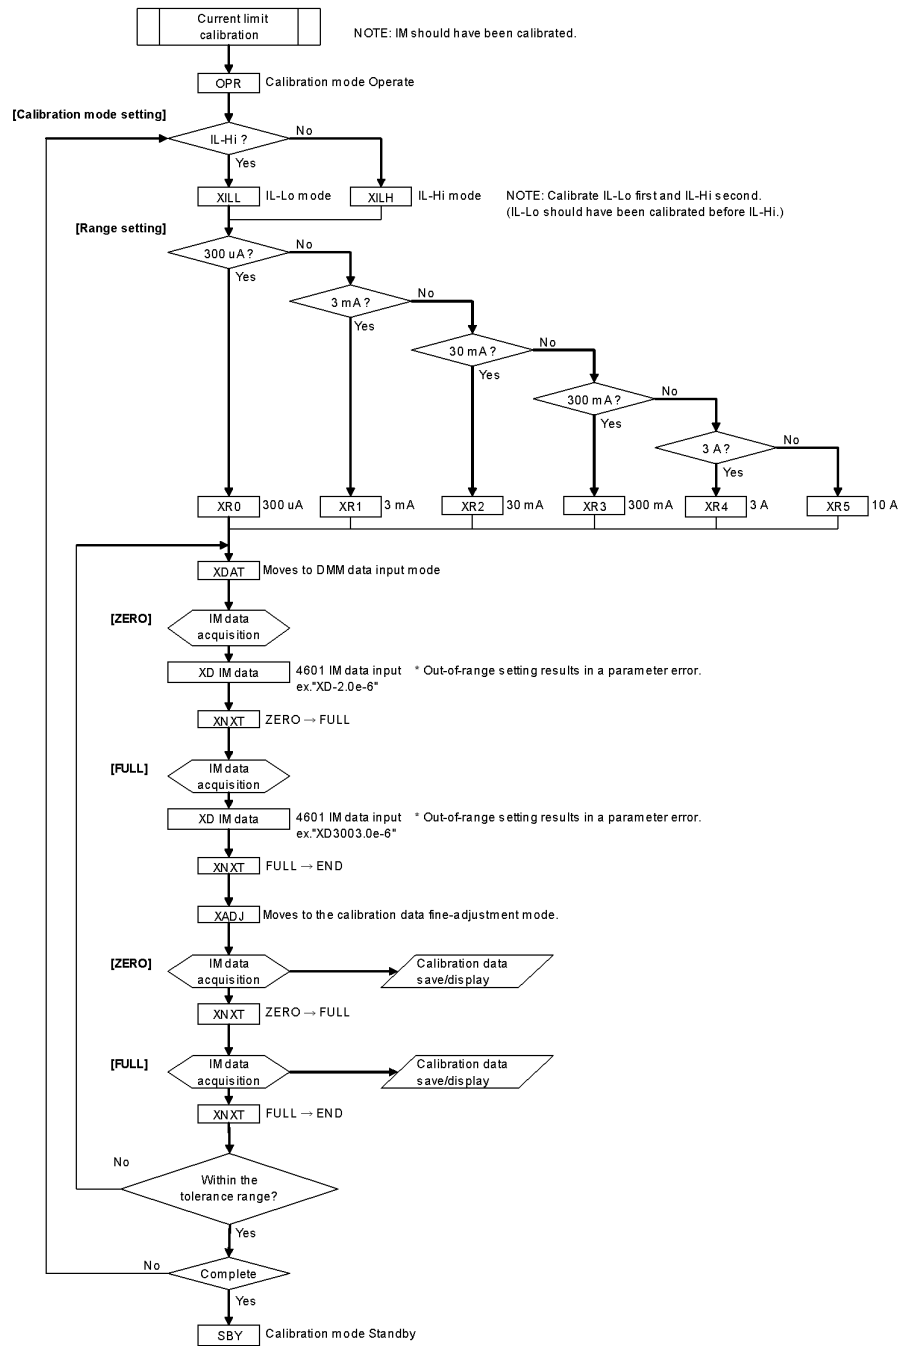 Current limit
calibration
NOTE: IM should have been calibrated.
OPR
Calibration mode Operate
[Calibration mode setting]
IL-Hi ?
No
Yes
XILL
IL-Lo mode
XILH
IL-Hi mode
NOTE: Calibrate IL-Lo first and IL-Hi second.
(IL-Lo should have been calibrated before IL-Hi.)
[Range setting]
300 uA?
No
Yes
3 mA ?
No
Yes
30 mA ?
No
Yes
300 mA ?
No
Yes
3 A ?
No
Yes
XR0
300 uA
XR1
3 mA
XR2
30 mA
XR3
300 mA
XR4
3 A
XR5
10 A
XDAT
Moves to DMM data input mode
[ZERO]
IM data
acquisition
XD IM data
4601 IM data input
* Out-of-range setting results in a parameter error.
ex."XD-2.0e-6"
XNXT
ZERO → FULL
[FULL]
IM data
acquisition
XD IM data
4601 IM data input
* Out-of-range setting results in a parameter error.
ex."XD3003.0e-6"
XNXT
FULL → END
XADJ
Moves to the calibration data fine-adjustment mode.
[ZERO]
IM data
acquisition
Calibration data
save/display
XNXT
ZERO → FULL
[FULL]
IM data
acquisition
Calibration data
save/display
XNXT
FULL → END
No
Within the
tolerance range?
Yes
No
Complete
Yes
SBY
Calibration mode Standby